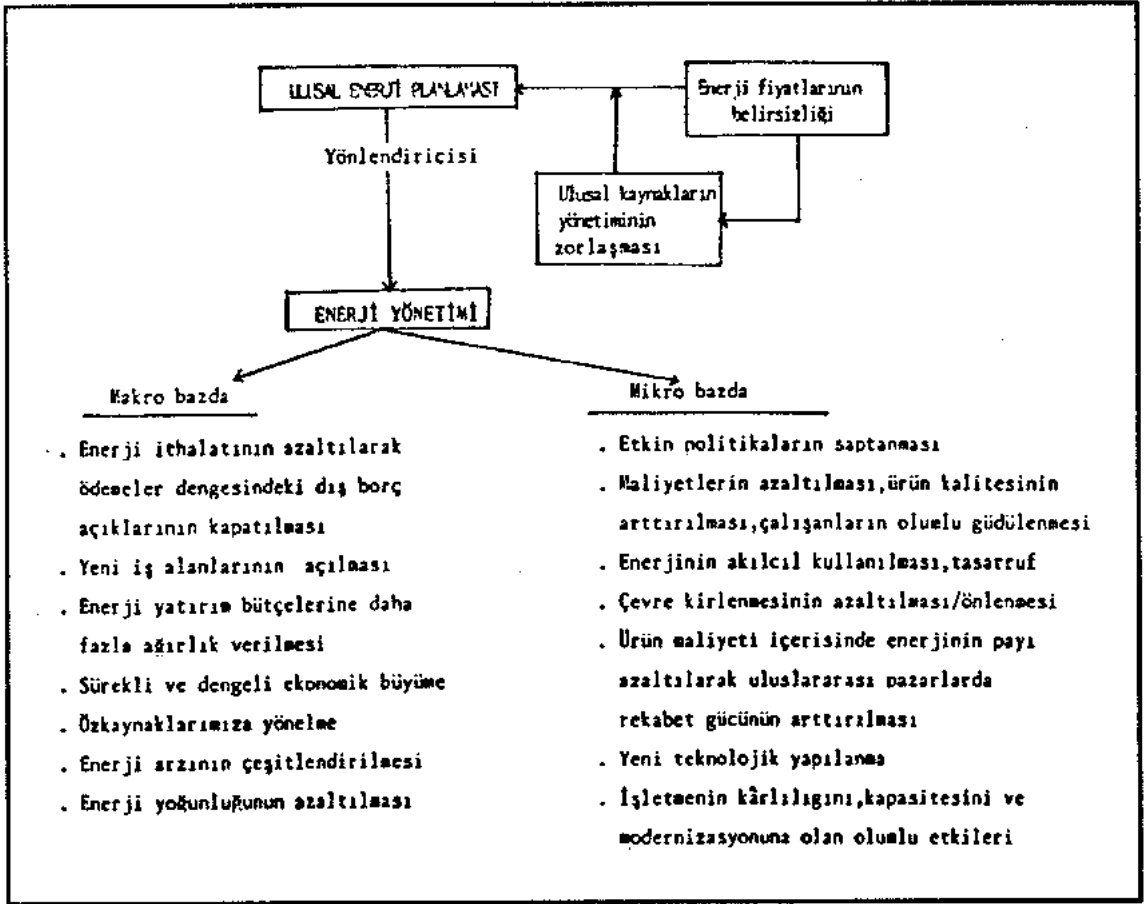 ULUSAL ENERJİ PLANLAMASI
Enerji fiyatlarının
belirsizliği
Yönlendiricisi
Ulusal kaynakların
yönetiminin
zorlaşması
ENERJİ YÖNETİMİ
Makro bazda
. Enerji ithalatının azaltılarak
ödemeler dengesindeki dış borç
açıklarının kapatılması
. Yeni iş alanlarının açılması
. Enerji yatırım bütçelerine daha
fazla ağırlık verilmesi
. Sürekli ve dengeli ekonomik büyüme
. Özkaynaklarımıza yönelme
. Enerji arzının çeşitlendirilmesi
. Enerji yoğunluğunun azaltılması
Mikro bazda
. Etkin politikaların saptanması
. Maliyetlerin azaltılması,ürün kalitesinin
arttırılması,çalışanların olumlu güdülenmesi
. Enerjinin akılcıl kullanılması,tasarruf
. Çevre kirlenmesinin azaltılması/önlenmesi
. Ürün maliyeti içerisinde enerjinin payı
azaltılarak uluslararası pazarlarda
rekabet gücünün arttırılması
. Yeni teknolojik yapılanma
. İşletmenin kârlılıgını,kapasitesini ve
modernizasyonuna olan olumlu etkileri